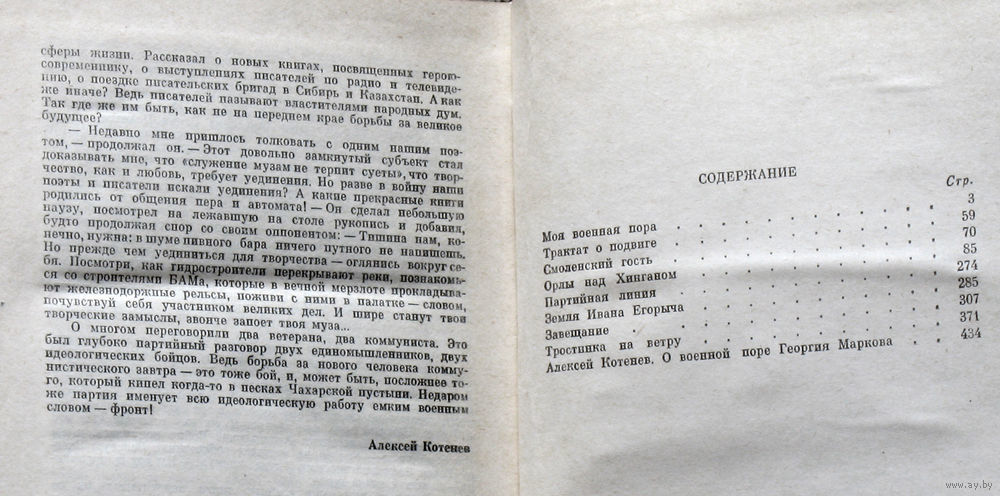 сферы жизни. Рассказал о новых книгах, посвященных герою-
современнику, о выступлениях писателей по радио и телевиде-
нию, о поездке писательских бригад в Сибирь и Казахстан. А как
же иначе? Ведь писателей называют властителями народных дум.
Так где же им быть, как не на переднем крае борьбы за великое
будущее?
— Недавно мне пришлось толковать с одним нашим поэ-
том, — продолжал он. — Этот довольно замкнутый субъект стал
доказывать мне, что «служение музам не терпит суеты», что твор-
чество, как и любовь, требует уединения. Но разве в войну наши
поэты и писатели искали уединения? А какие прекрасные книги
родились от общения пера и автомата! — Он сделал небольшую
паузу, посмотрел на лежавшую на столе рукопись и добавил,
будто продолжая спор со своим оппонентом: — Тишина нам, ко-
нечно, нужна: в шуме пивного бара ничего путного не напишешь.
Но прежде чем уединиться для творчества — оглянись вокруг се-
бя. Посмотри, как гидростроители перекрывают реки, познакомь-
ся со строителями БАМа, которые в вечной мерзлоте прокладыва-
ют железнодорожные рельсы, поживи с ними в палатке — словом,
почувствуй себя участником великих дел. И шире станут твои
творческие замыслы, звонче запоет твоя муза...
О многом переговорили два ветерана, два коммуниста. Это
был глубоко партийный разговор двух единомышленников, двух
идеологических бойцов. Ведь борьба за нового человека комму-
нистического завтра — это тоже бой, и, может быть, посложнее то-
го, который кипел когда-то в песках Чахарской пустыни. Недаром
же партия именует всю идеологическую работу емким военным
словом — фронт!
Алексей Котенев
СОДЕРЖАНИЕ
Стр.
Моя военная пора . . . . . . . . . . 3
Трактат о подвиге . . . . . . . . . . 59
Смоленский гость . . . . . . . . . . 70
Орлы над Хинганом . . . . . . . . . . 85
Партийная линия . . . . . . . . . . 274
Земля Ивана Егорыча . . . . . . . . . . 285
Завещание . . . . . . . . . . 307
Тростинка на ветру . . . . . . . . . . 371
Алексей Котенев. О военной поре Георгия Маркова . . . 434
www.ay.by